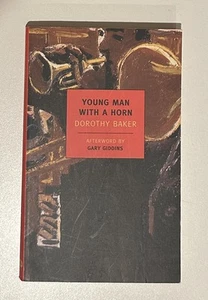 YOUNG MAN
WITH A HORN
DOROTHY BAKER
AFTERWORD BY
GARY GIDDINS